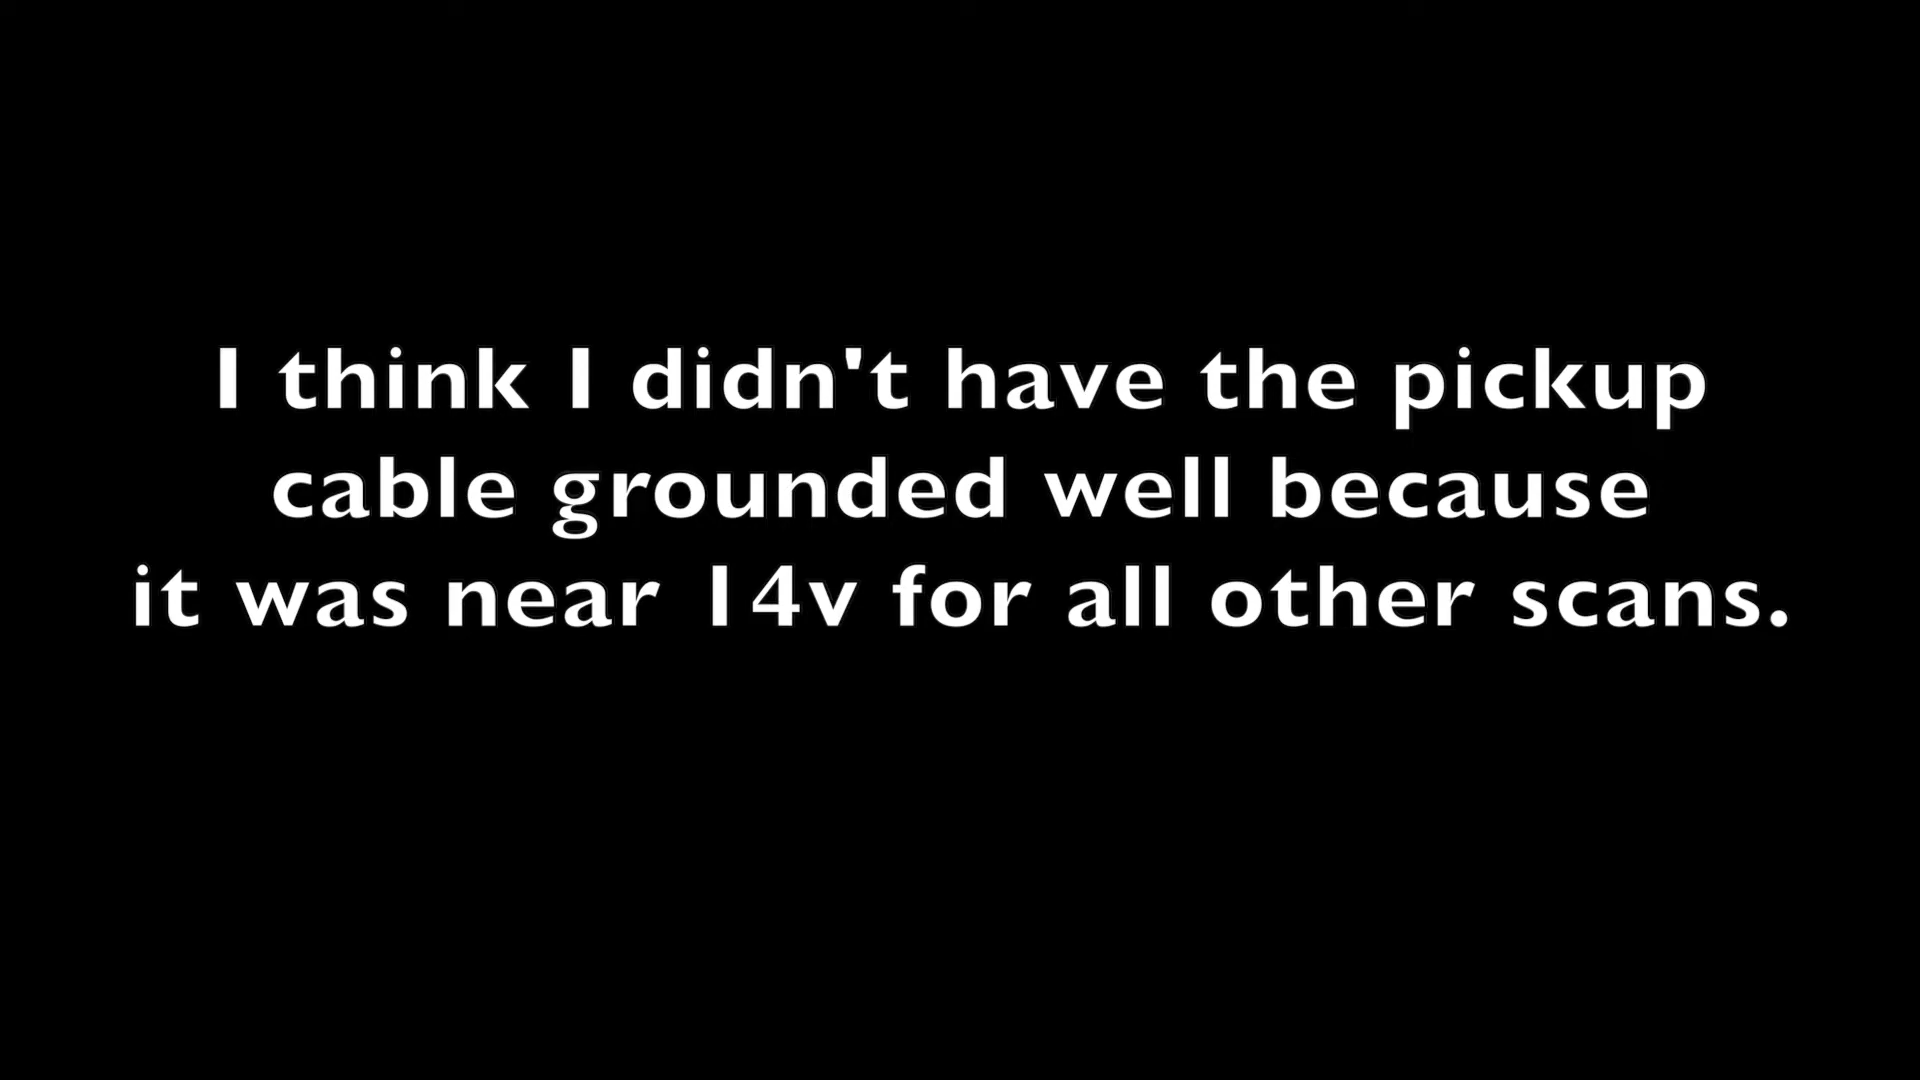 I think I didn't have the pickup
cable grounded well because
it was near 14v for all other scans.